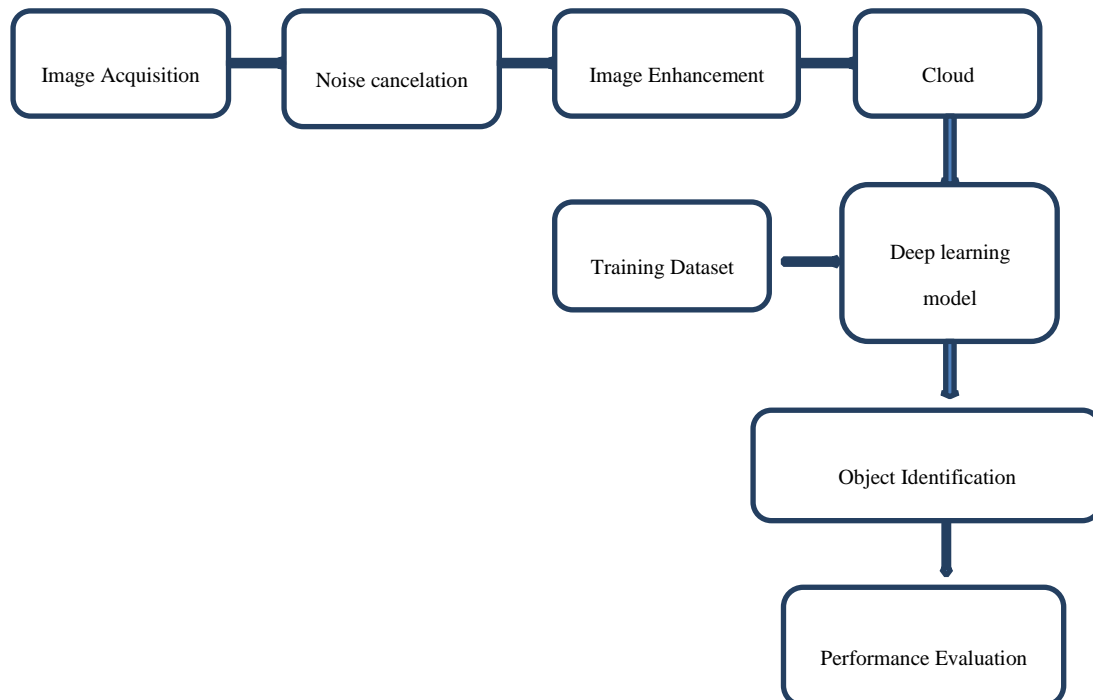 Image Acquisition
Noise cancelation
Image Enhancement
Cloud
Training Dataset
Deep learning
model
Object Identification
Performance Evaluation